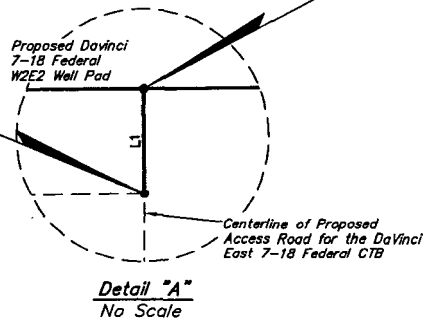 Proposed Davinci
7-18 Federal
W2E2 Well Pad
L1
Centerline of Proposed
Access Road for the DaVinci
East 7-18 Federal CTB
Detail "A"
No Scale